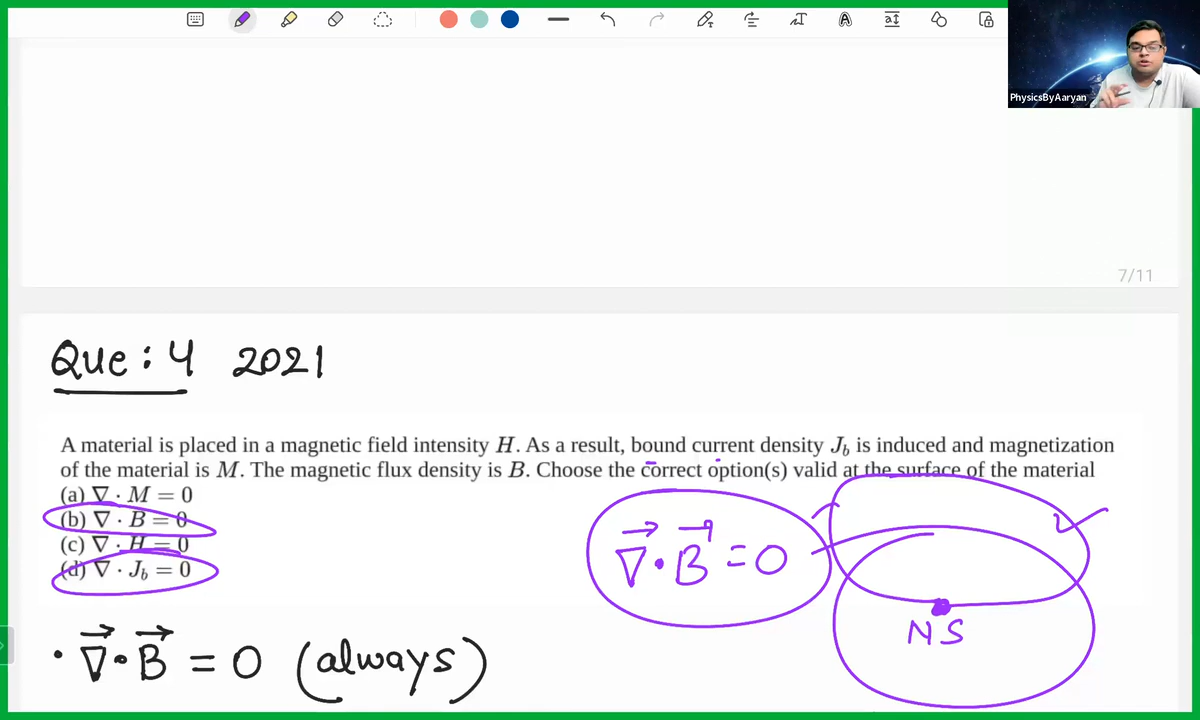 PhysicsByAaryan
7/11
Que : 4 2021
A material is placed in a magnetic field intensity H. As a result, bound current density J_b is induced and magnetization
of the material is M. The magnetic flux density is B. Choose the correct option(s) valid at the surface of the material
(a) ∇ · M = 0
(b) ∇ · B = 0
(c) ∇ · H = 0
(d) ∇ · J_b = 0
∇⃗ · B⃗ = 0
N S
· ∇⃗ · B⃗ = 0 (always)